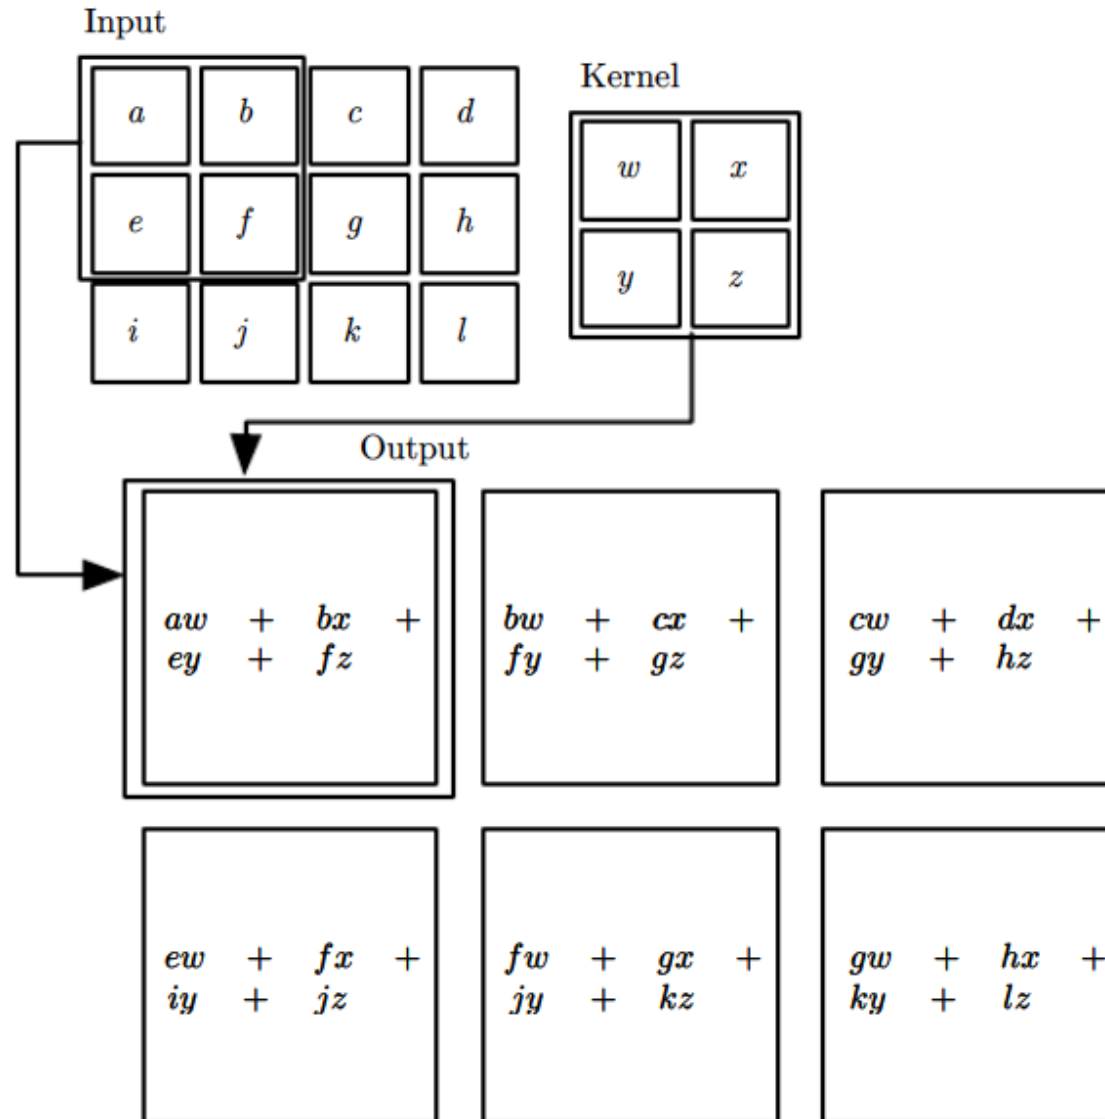 Input
Kernel
a b c d
w x
e f g h
y z
i j k l
Output
aw + bx +
ey + fz
bw + cx +
fy + gz
cw + dx +
gy + hz
ew + fx +
iy + jz
fw + gx +
jy + kz
gw + hx +
ky + lz